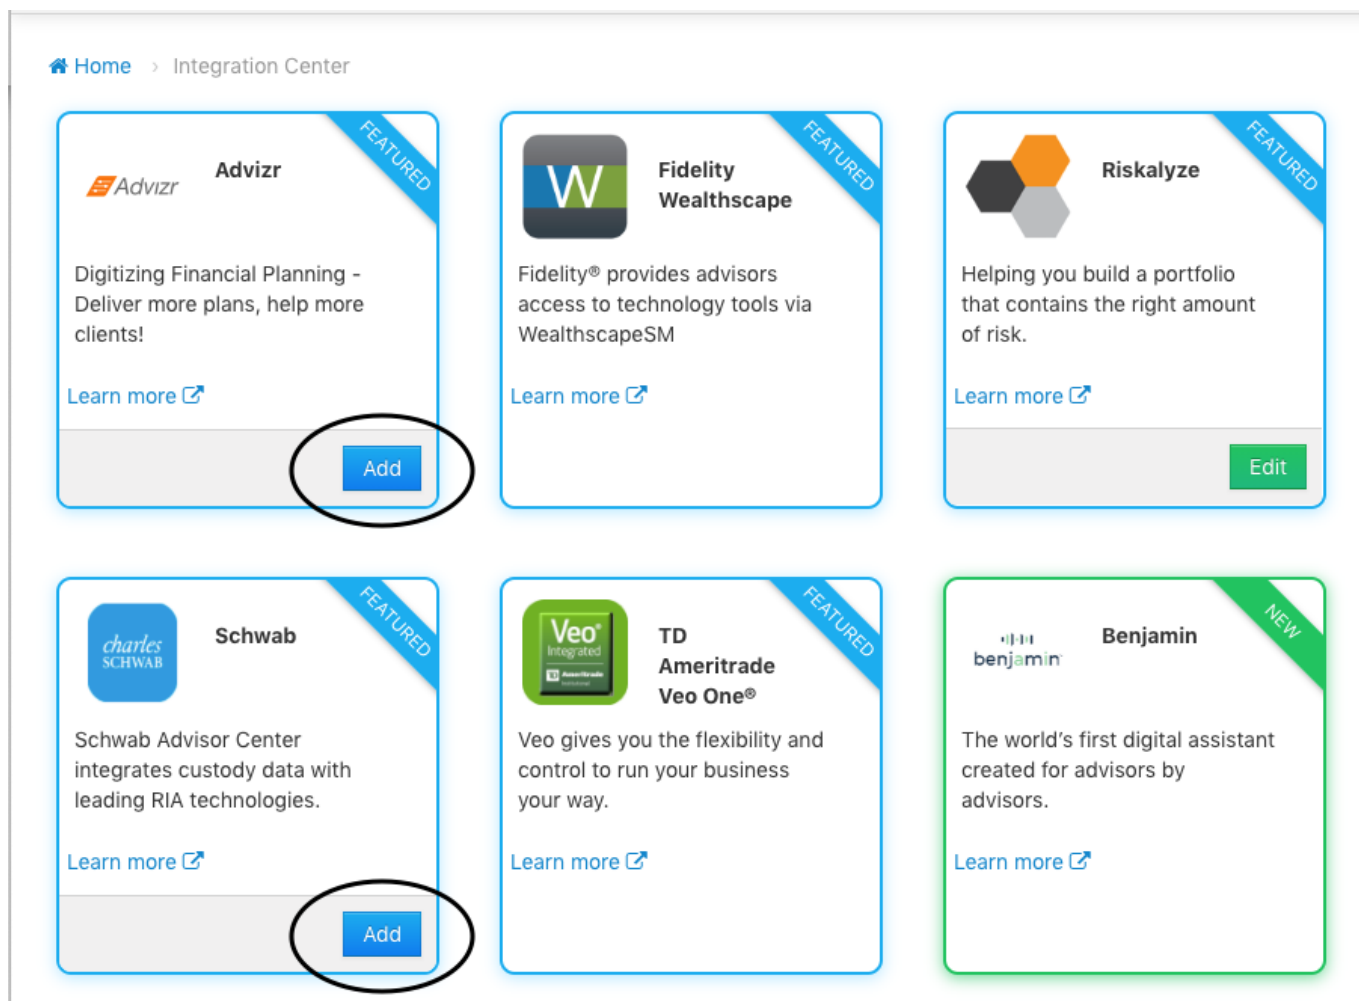 Home › Integration Center
FEATURED
Advizr
Advizr
Digitizing Financial Planning -
Deliver more plans, help more
clients!
Learn more
Add
FEATURED
W
Fidelity
Wealthscape
Fidelity® provides advisors
access to technology tools via
WealthscapeSM
Learn more
FEATURED
Riskalyze
Helping you build a portfolio
that contains the right amount
of risk.
Learn more
Edit
FEATURED
charles
SCHWAB
Schwab
Schwab Advisor Center
integrates custody data with
leading RIA technologies.
Learn more
Add
FEATURED
Veo®
Integrated
TD Ameritrade
Institutional
TD
Ameritrade
Veo One®
Veo gives you the flexibility and
control to run your business
your way.
Learn more
NEW
benjamin
Benjamin
The world's first digital assistant
created for advisors by
advisors.
Learn more